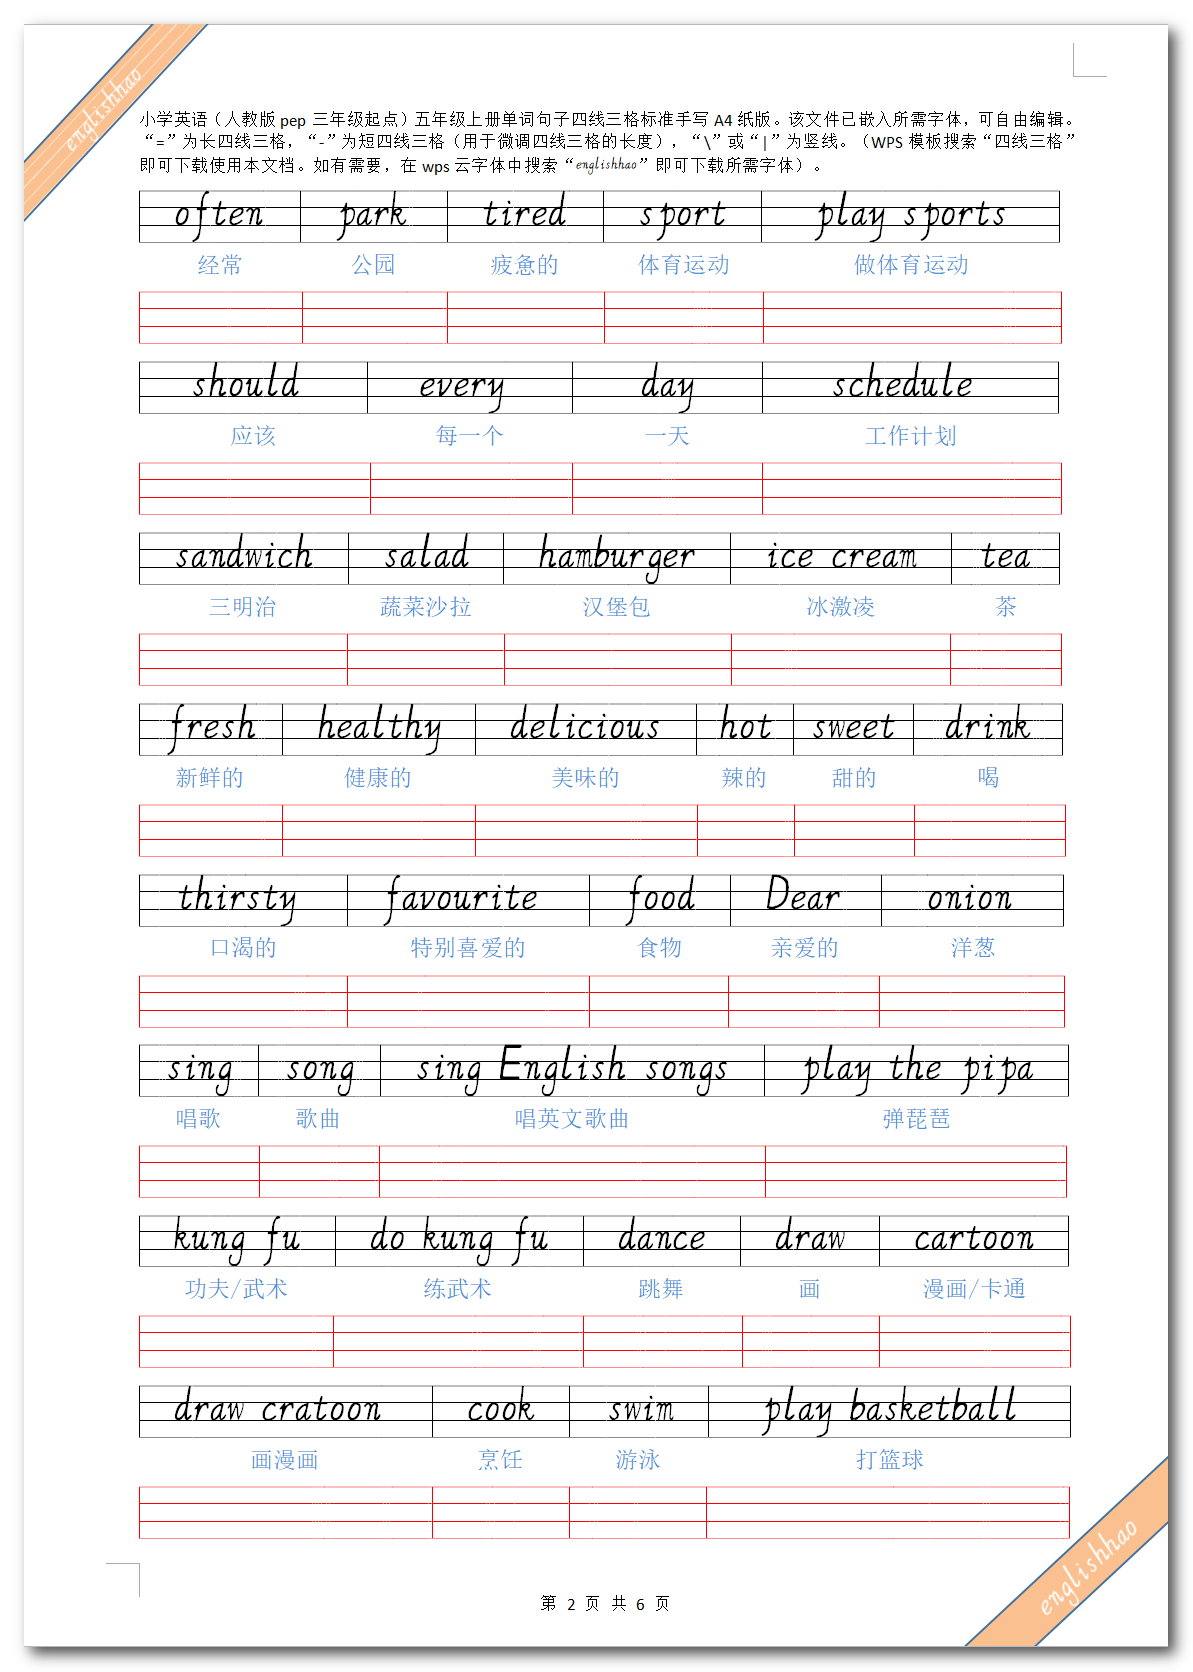 englishhao
小学英语（人教版 pep 三年级起点）五年级上册单词句子四线三格标准手写 A4 纸版。该文件已嵌入所需字体，可自由编辑。
“=”为长四线三格，“-”为短四线三格（用于微调四线三格的长度），“\”或“|”为竖线。（WPS 模板搜索“四线三格”
即可下载使用本文档。如有需要，在 wps 云字体中搜索“englishhao”即可下载所需字体）。
often park tired sport play sports
经常 公园 疲惫的 体育运动 做体育运动
should every day schedule
应该 每一个 一天 工作计划
sandwich salad hamburger ice cream tea
三明治 蔬菜沙拉 汉堡包 冰激凌 茶
fresh healthy delicious hot sweet drink
新鲜的 健康的 美味的 辣的 甜的 喝
thirsty favourite food Dear onion
口渴的 特别喜爱的 食物 亲爱的 洋葱
sing song sing English songs play the pipa
唱歌 歌曲 唱英文歌曲 弹琵琶
kung fu do kung fu dance draw cartoon
功夫/武术 练武术 跳舞 画 漫画/卡通
draw cratoon cook swim play basketball
画漫画 烹饪 游泳 打篮球
englishhao
第 2 页 共 6 页